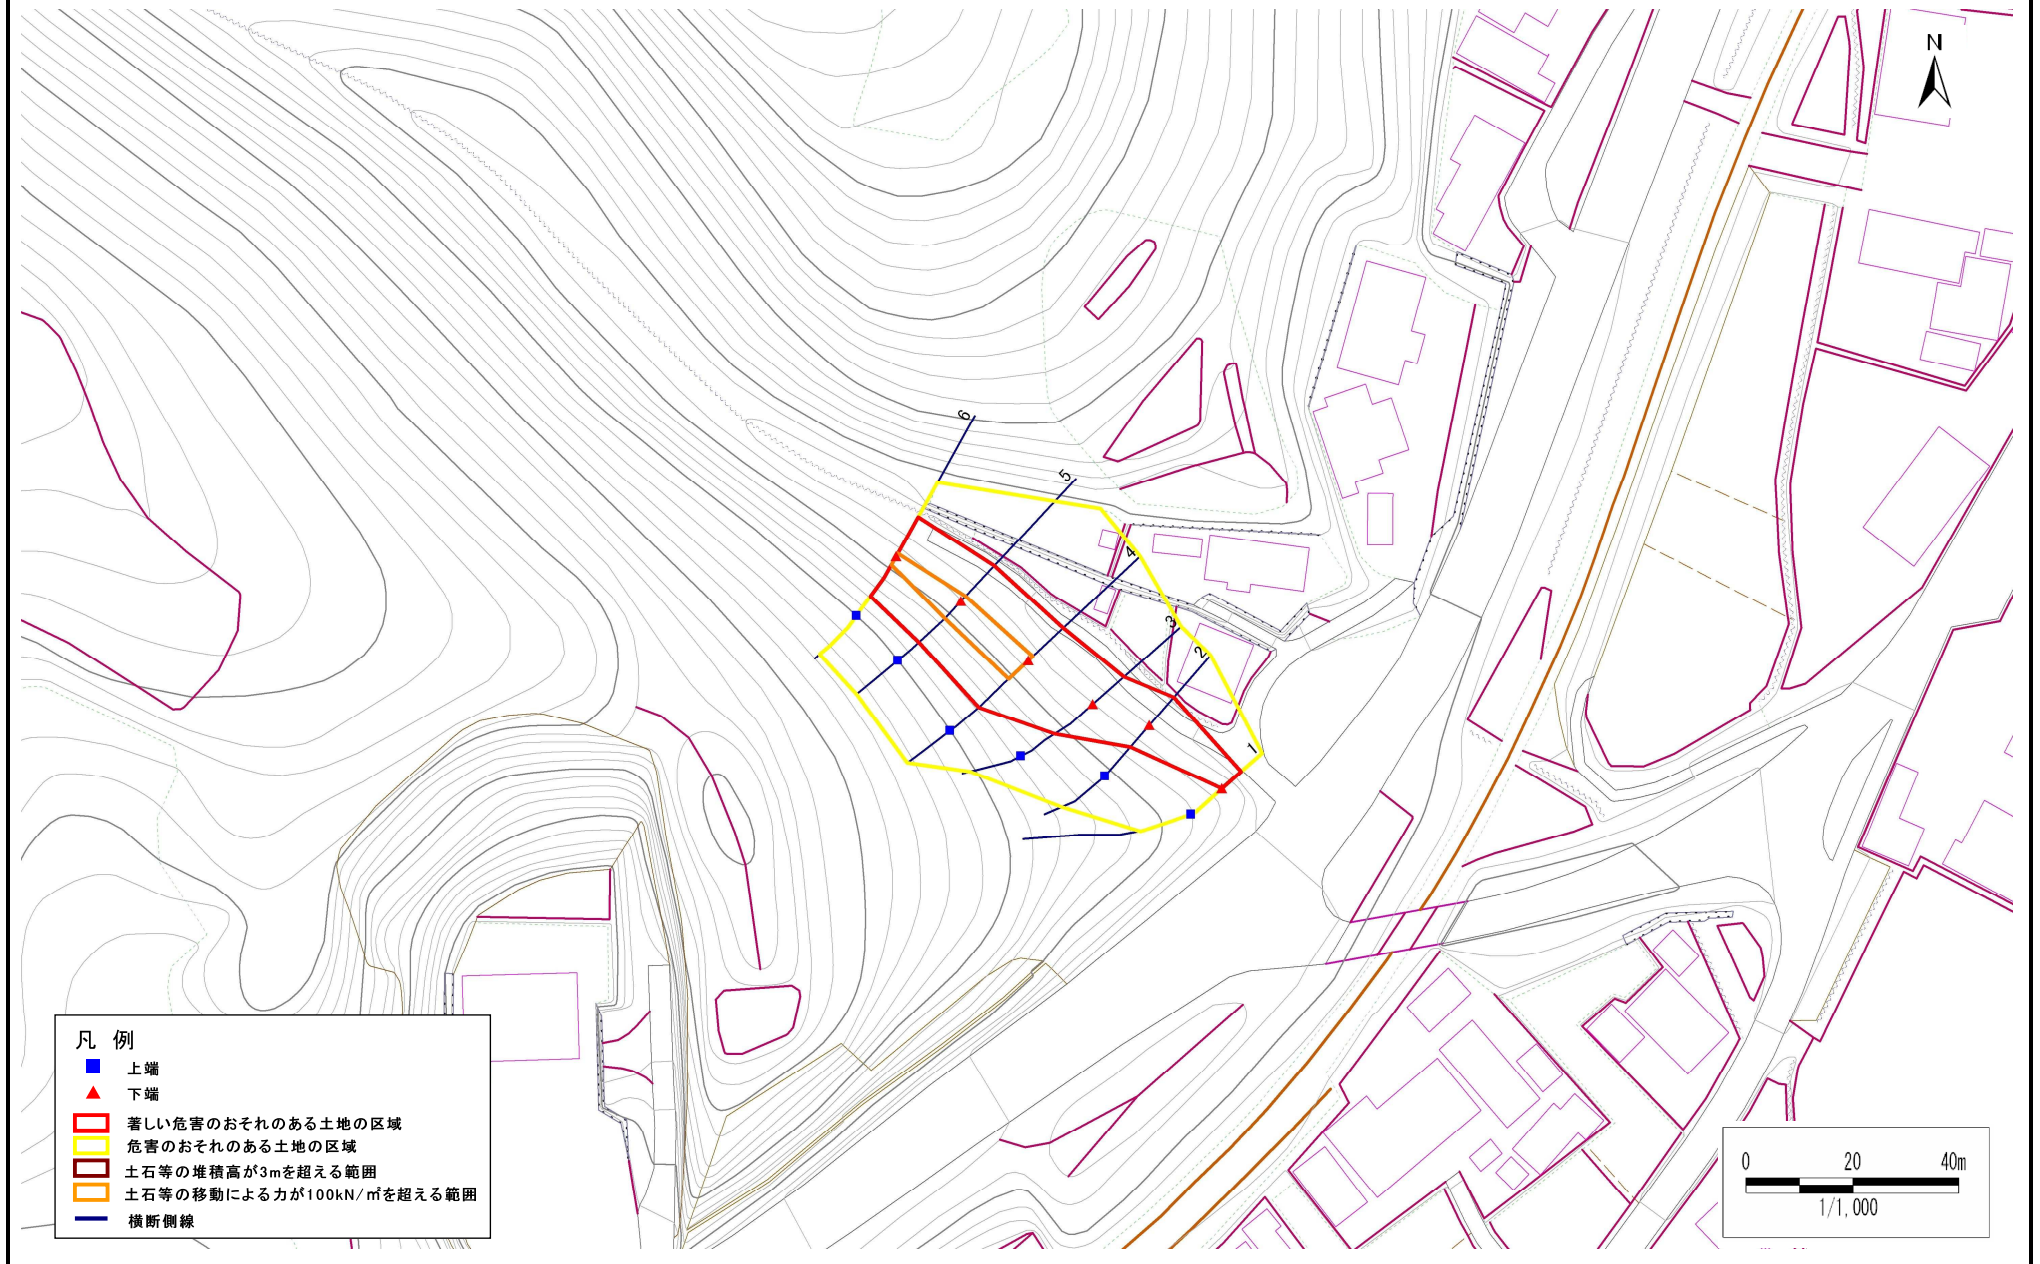 N
6
5
4
3
2
1
凡 例
上端
下端
著しい危害のおそれのある土地の区域
危害のおそれのある土地の区域
土石等の堆積高が3mを超える範囲
土石等の移動による力が100kN/㎡を超える範囲
横断側線
0 20 40m
1/1,000